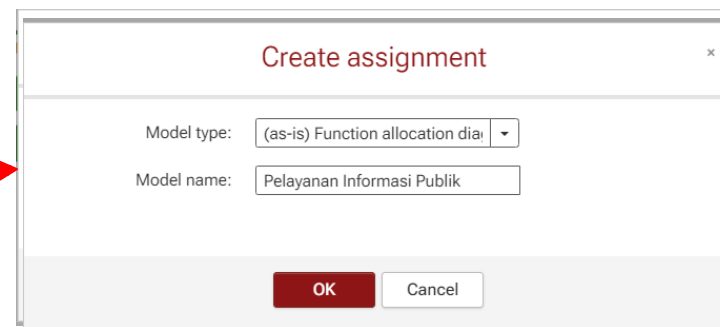 Create assignment
×
Model type: (as-is) Function allocation dia
Model name: Pelayanan Informasi Publik
OK Cancel